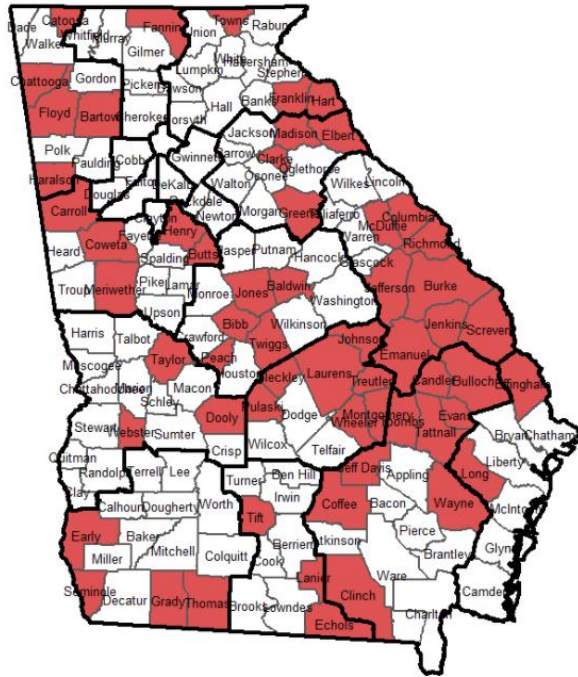 Dade
Catoosa
Fannin
Towns
Rabun
Walker
Whitfield
Murray
Union
Gilmer
White
Habersham
Lumpkin
Stephens
Chattooga
Gordon
Pickens
Dawson
Banks
Franklin
Hart
Floyd
Bartow
Cherokee
Forsyth
Hall
Jackson
Madison
Elbert
Polk
Paulding
Cobb
Gwinnett
Barrow
Clarke
Oglethorpe
Oconee
Haralson
Douglas
Fulton
DeKalb
Walton
Wilkes
Lincoln
Rockdale
Newton
Morgan
Greene
Taliaferro
Columbia
McDuffie
Carroll
Clayton
Henry
Fayette
Butts
Jasper
Putnam
Warren
Richmond
Coweta
Heard
Spalding
Hancock
Glascock
Troup
Meriwether
Pike
Lamar
Monroe
Jones
Baldwin
Washington
Jefferson
Burke
Upson
Bibb
Wilkinson
Jenkins
Screven
Harris
Talbot
Crawford
Twiggs
Johnson
Emanuel
Taylor
Peach
Houston
Bleckley
Laurens
Treutlen
Candler
Bulloch
Effingham
Muscogee
Chattahoochee
Marion
Macon
Schley
Dooly
Pulaski
Dodge
Wheeler
Montgomery
Toombs
Tattnall
Evans
Bryan
Chatham
Stewart
Webster
Sumter
Crisp
Wilcox
Telfair
Liberty
Long
Quitman
Randolph
Terrell
Lee
Turner
Ben Hill
Jeff Davis
Appling
Wayne
McIntosh
Clay
Calhoun
Dougherty
Worth
Irwin
Coffee
Bacon
Early
Baker
Mitchell
Tift
Pierce
Glynn
Miller
Colquitt
Berrien
Cook
Atkinson
Brantley
Seminole
Decatur
Grady
Thomas
Brooks
Lowndes
Lanier
Clinch
Ware
Camden
Echols
Charlton